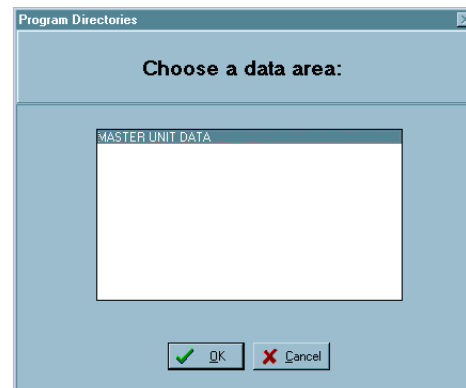 Program Directories
Choose a data area:
MASTER UNIT DATA
OK
Cancel